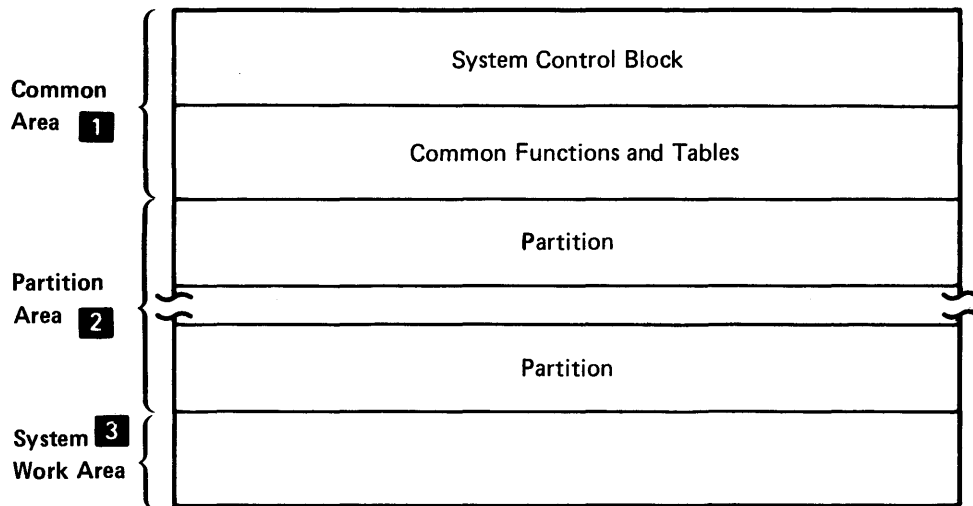 System Control Block
Common
Area 1
Common Functions and Tables
Partition
Partition
Area 2
Partition
System 3
Work Area